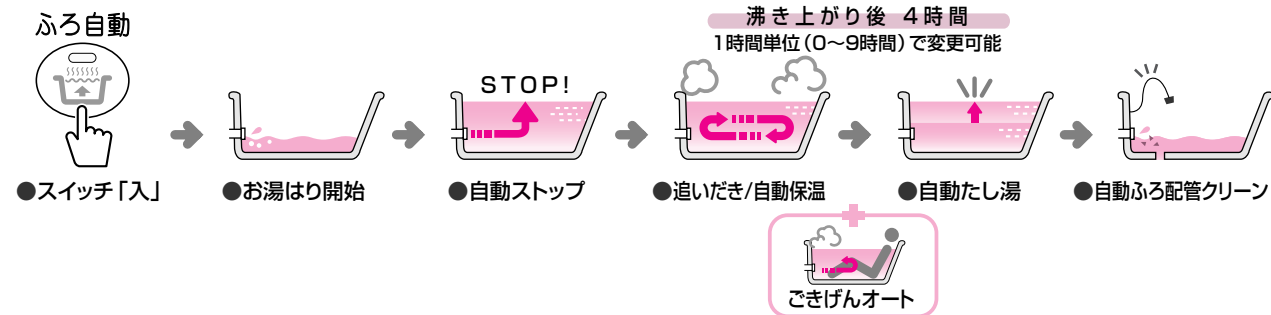 ふろ自動
沸き上がり後 4時間
1時間単位(0～9時間)で変更可能
STOP!
●スイッチ「入」
●お湯はり開始
●自動ストップ
●追いだき/自動保温
●自動たし湯
●自動ふろ配管クリーン
ごきげんオート